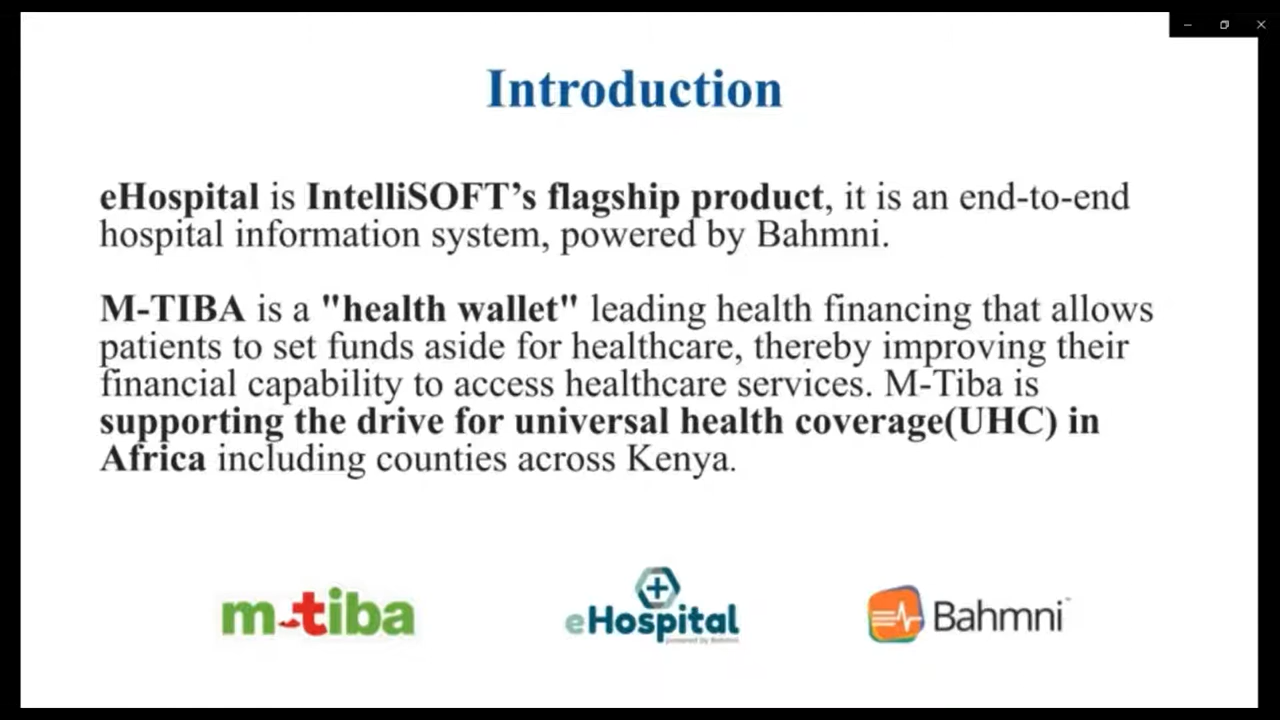 Introduction
eHospital is IntelliSOFT’s flagship product, it is an end-to-end
hospital information system, powered by Bahmni.
M-TIBA is a "health wallet" leading health financing that allows
patients to set funds aside for healthcare, thereby improving their
financial capability to access healthcare services. M-Tiba is
supporting the drive for universal health coverage(UHC) in
Africa including counties across Kenya.
m-tiba
eHospital
powered by Bahmni
Bahmni™